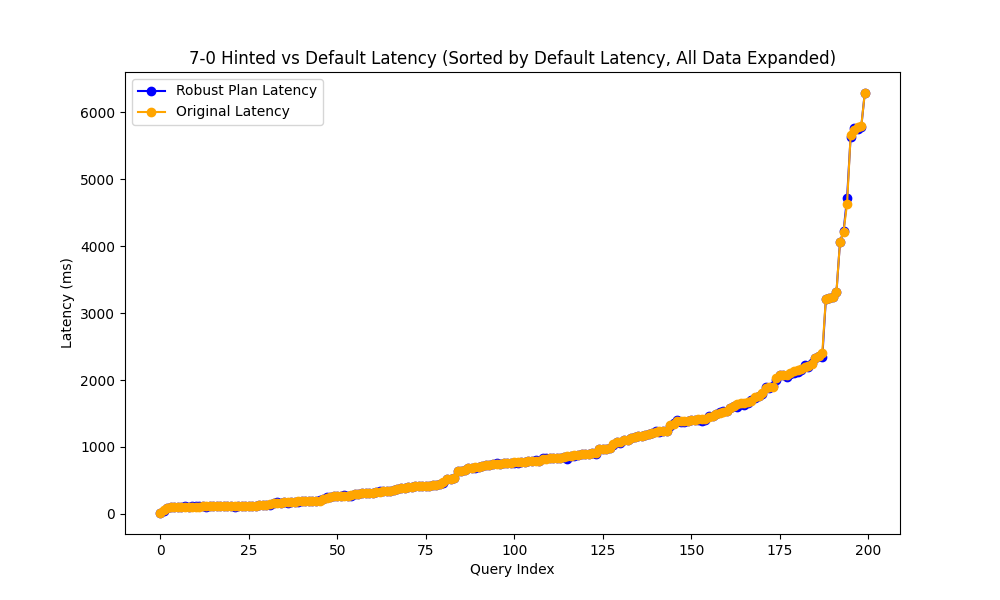 7-0 Hinted vs Default Latency (Sorted by Default Latency, All Data Expanded)
Robust Plan Latency
Original Latency
Latency (ms)
6000
5000
4000
3000
2000
1000
0
0 25 50 75 100 125 150 175 200
Query Index